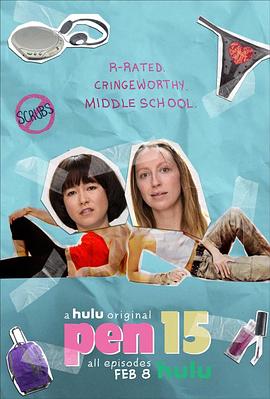 R-RATED.
CRINGEWORTHY.
MIDDLE SCHOOL.
SCRUBS
a hulu original
pen15
all episodes
FEB 8 hulu